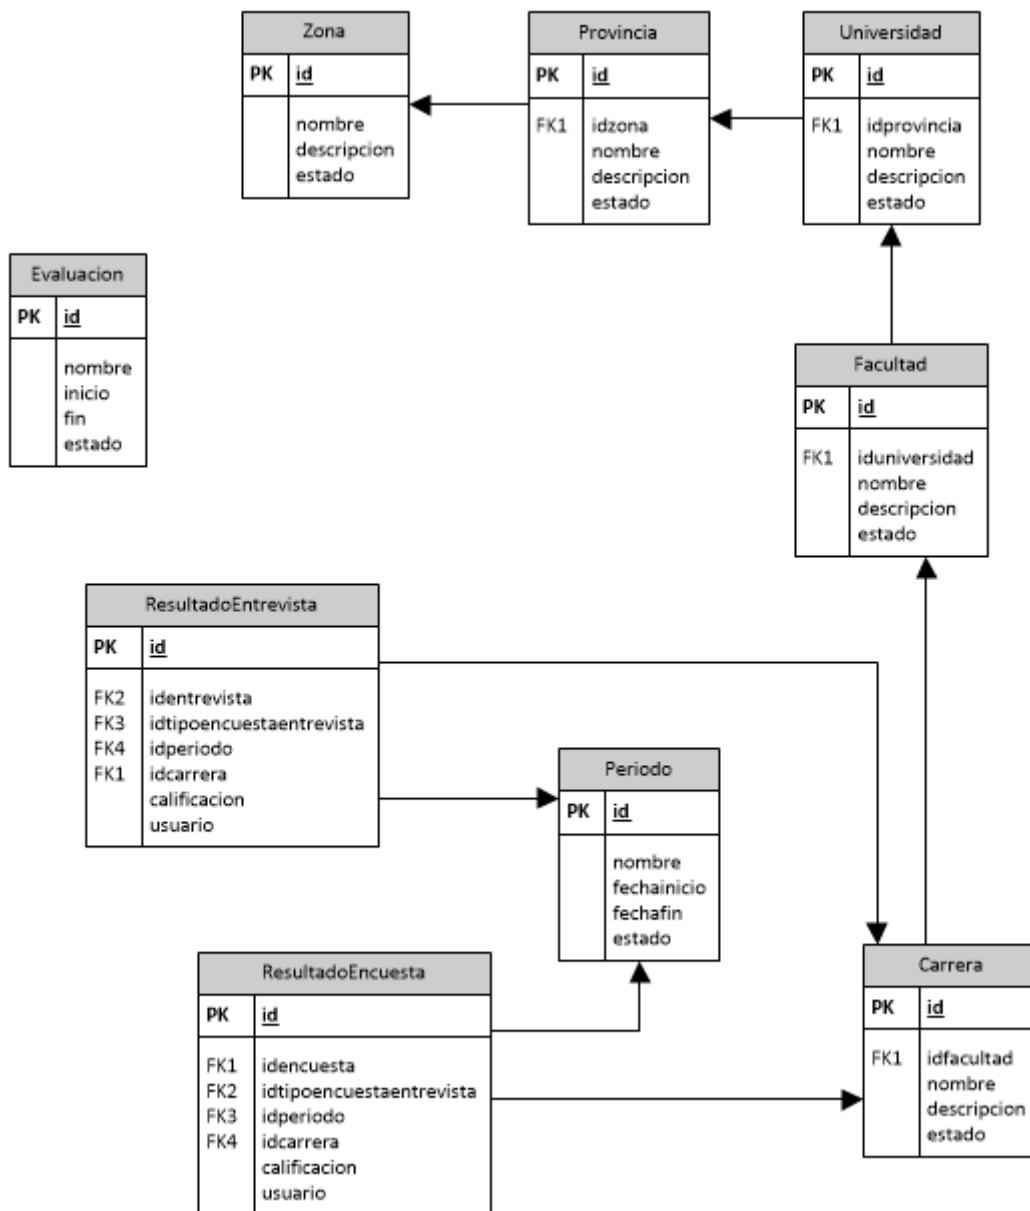 Zona
PK id
nombre
descripcion
estado
Provincia
PK id
FK1 idzona
nombre
descripcion
estado
Universidad
PK id
FK1 idprovincia
nombre
descripcion
estado
Evaluacion
PK id
nombre
inicio
fin
estado
Facultad
PK id
FK1 iduniversidad
nombre
descripcion
estado
ResultadoEntrevista
PK id
FK2 identrevista
FK3 idtipoencuestaentrevista
FK4 idperiodo
FK1 idcarrera
calificacion
usuario
Periodo
PK id
nombre
fechainicio
fechafin
estado
ResultadoEncuesta
PK id
FK1 idencuesta
FK2 idtipoencuestaentrevista
FK3 idperiodo
FK4 idcarrera
calificacion
usuario
Carrera
PK id
FK1 idfacultad
nombre
descripcion
estado